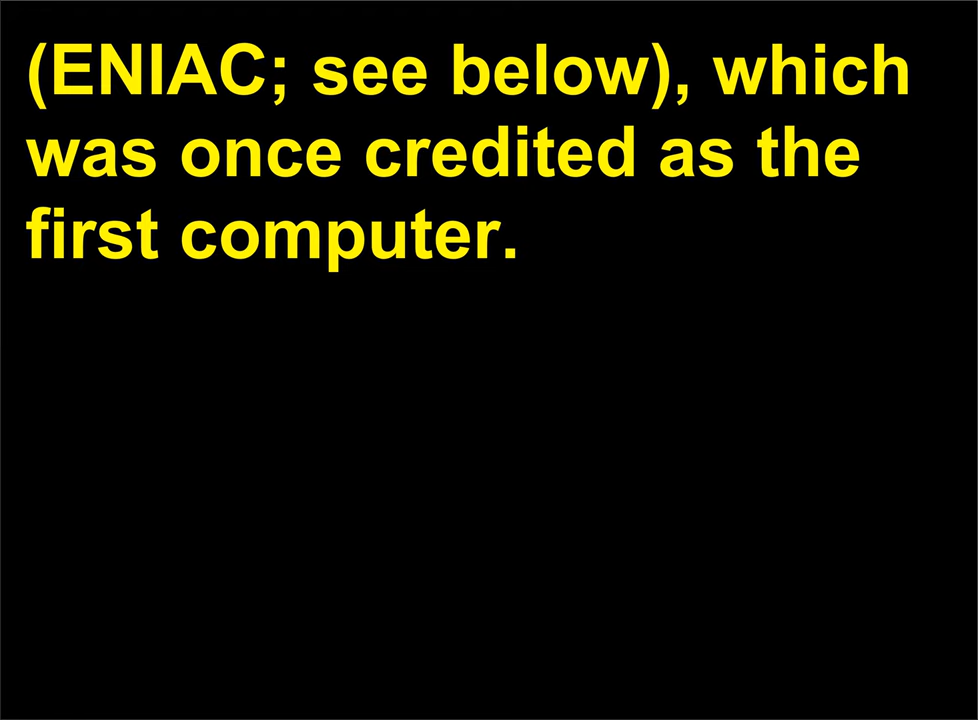 (ENIAC; see below), which
was once credited as the
first computer.